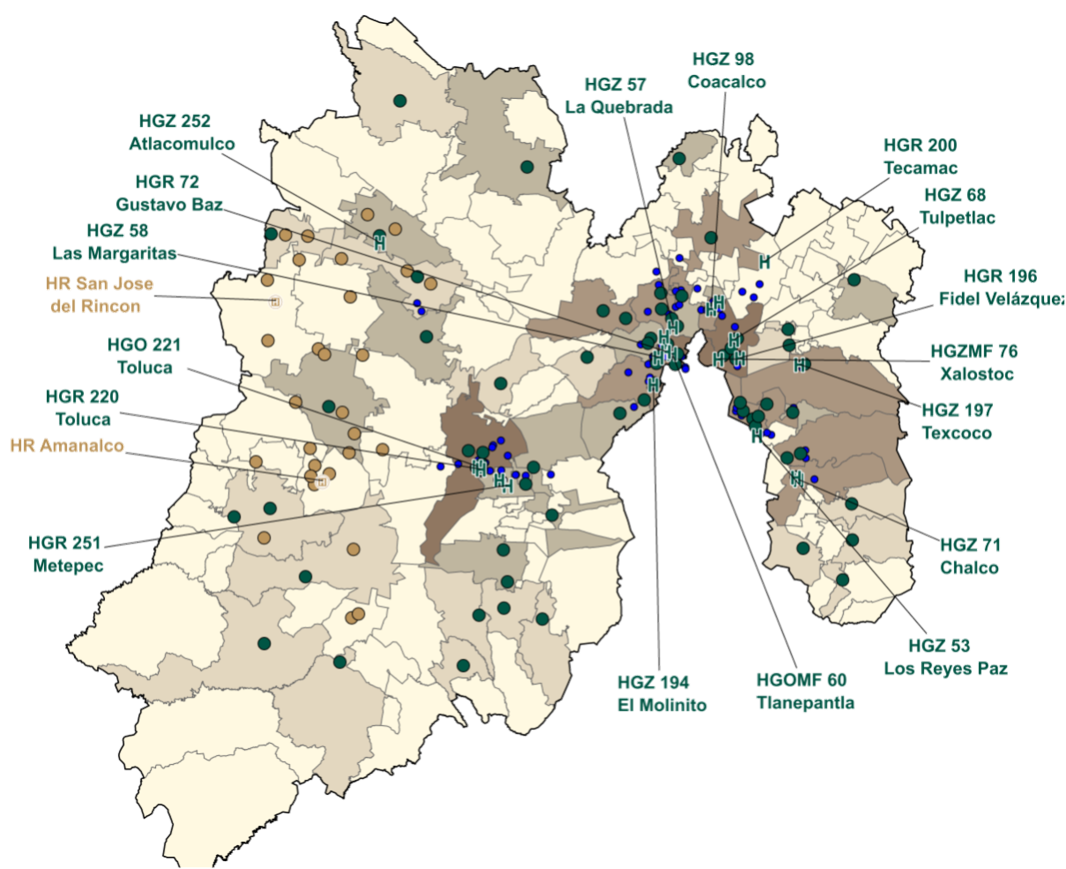 HGZ 98
Coacalco
HGZ 57
La Quebrada
HGZ 252
Atlacomulco
HGR 200
Tecamac
HGR 72
Gustavo Baz
HGZ 68
Tulpetlac
HGZ 58
Las Margaritas
HGR 196
Fidel Velázquez
HR San Jose
del Rincon
HGO 221
Toluca
HGZMF 76
Xalostoc
HGR 220
Toluca
HGZ 197
Texcoco
HR Amanalco
HGR 251
Metepec
HGZ 71
Chalco
HGZ 53
Los Reyes Paz
HGZ 194
El Molinito
HGOMF 60
Tlanepantla